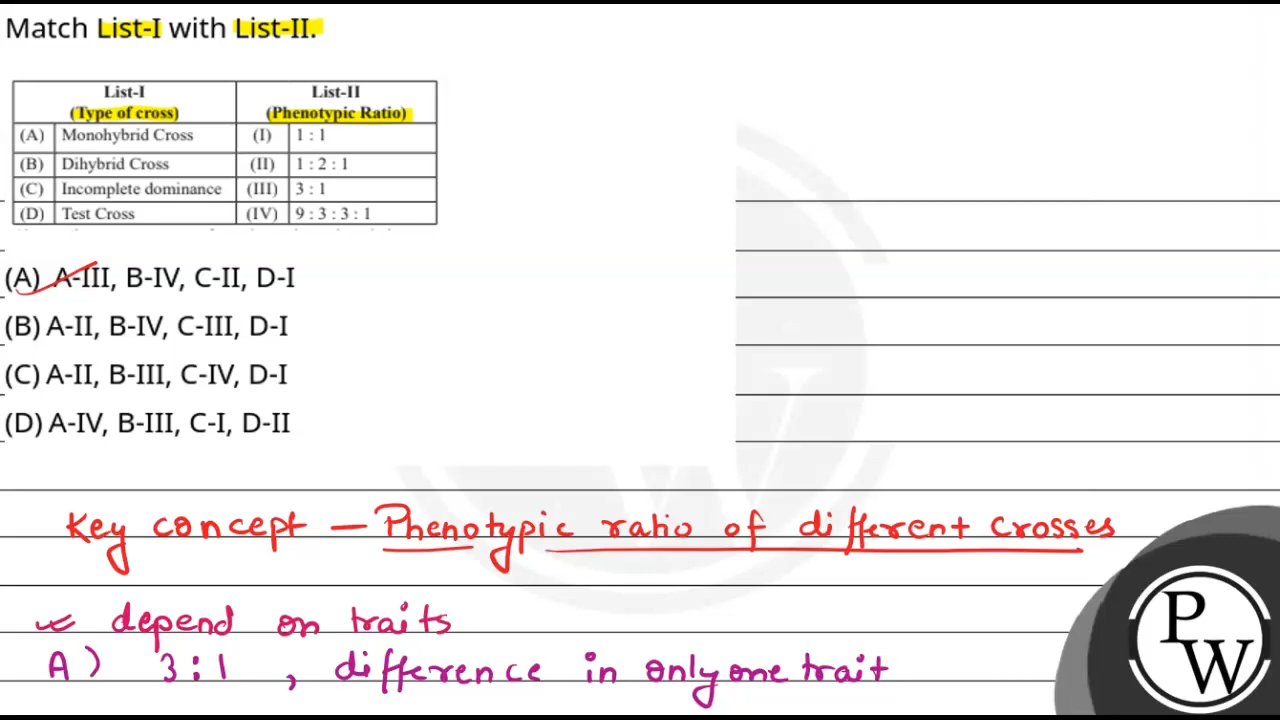 Match List-I with List-II.
List-I List-II
(Type of cross) (Phenotypic Ratio)
(A) Monohybrid Cross (I) 1 : 1
(B) Dihybrid Cross (II) 1 : 2 : 1
(C) Incomplete dominance (III) 3 : 1
(D) Test Cross (IV) 9 : 3 : 3 : 1
(A) A-III, B-IV, C-II, D-I
(B) A-II, B-IV, C-III, D-I
(C) A-II, B-III, C-IV, D-I
(D) A-IV, B-III, C-I, D-II
Key concept – Phenotypic ratio of different crosses
depend on traits
A) 3:1 , difference in only one trait
PW